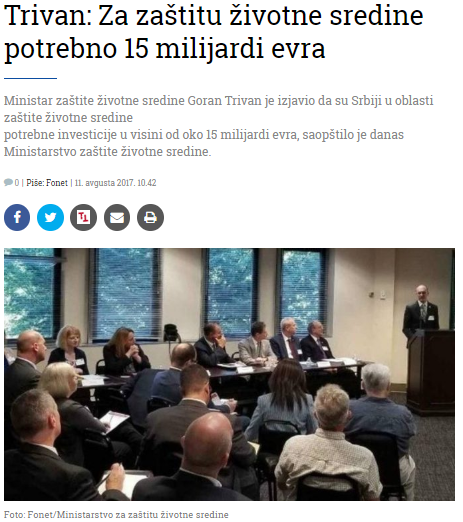 Trivan: Za zaštitu životne sredine
potrebno 15 milijardi evra
Ministar zaštite životne sredine Goran Trivan je izjavio da su Srbiji u oblasti
zaštite životne sredine
potrebne investicije u visini od oko 15 milijardi evra, saopštilo je danas
Ministarstvo zaštite životne sredine.
0 | Piše: Fonet | 11. avgusta 2017. 10.42
Foto: Fonet/Ministarstvo za zaštitu životne sredine